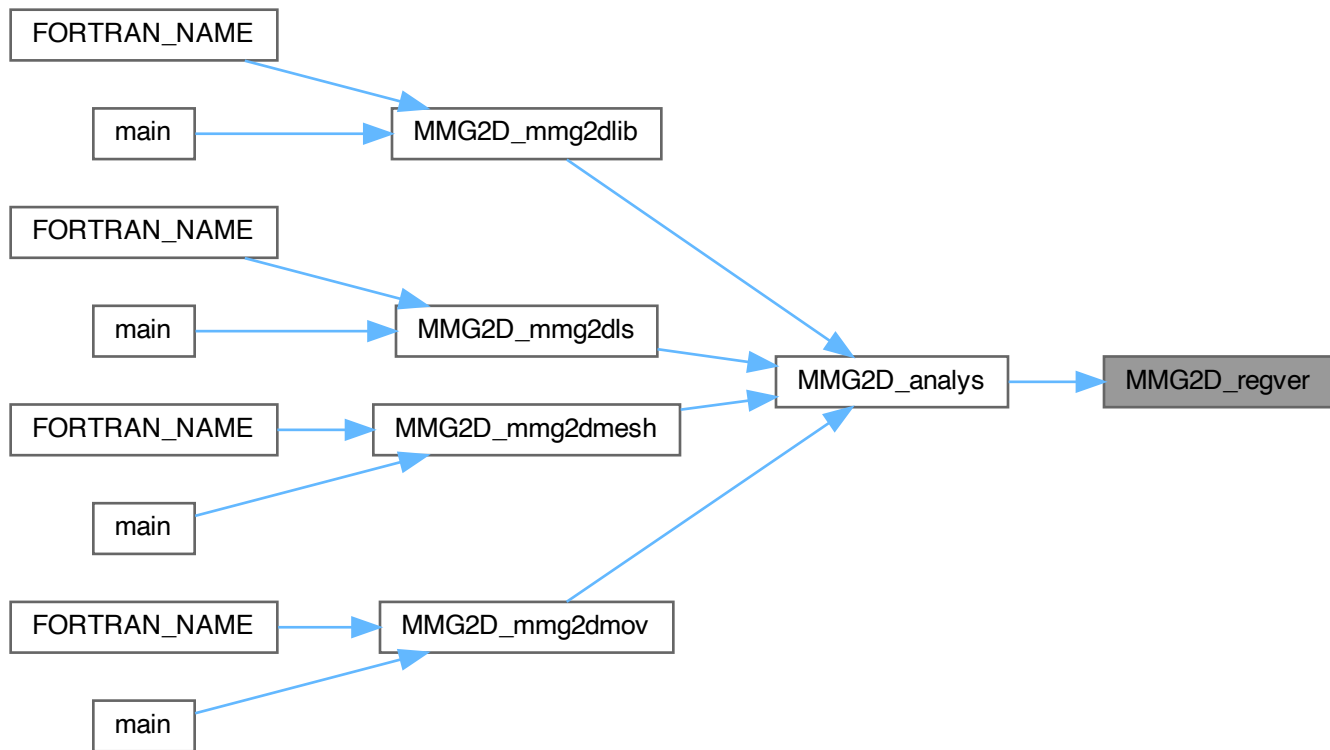 FORTRAN_NAME
main
MMG2D_mmg2dlib
FORTRAN_NAME
main
MMG2D_mmg2dls
MMG2D_analys
MMG2D_regver
FORTRAN_NAME
MMG2D_mmg2dmesh
main
FORTRAN_NAME
MMG2D_mmg2dmov
main